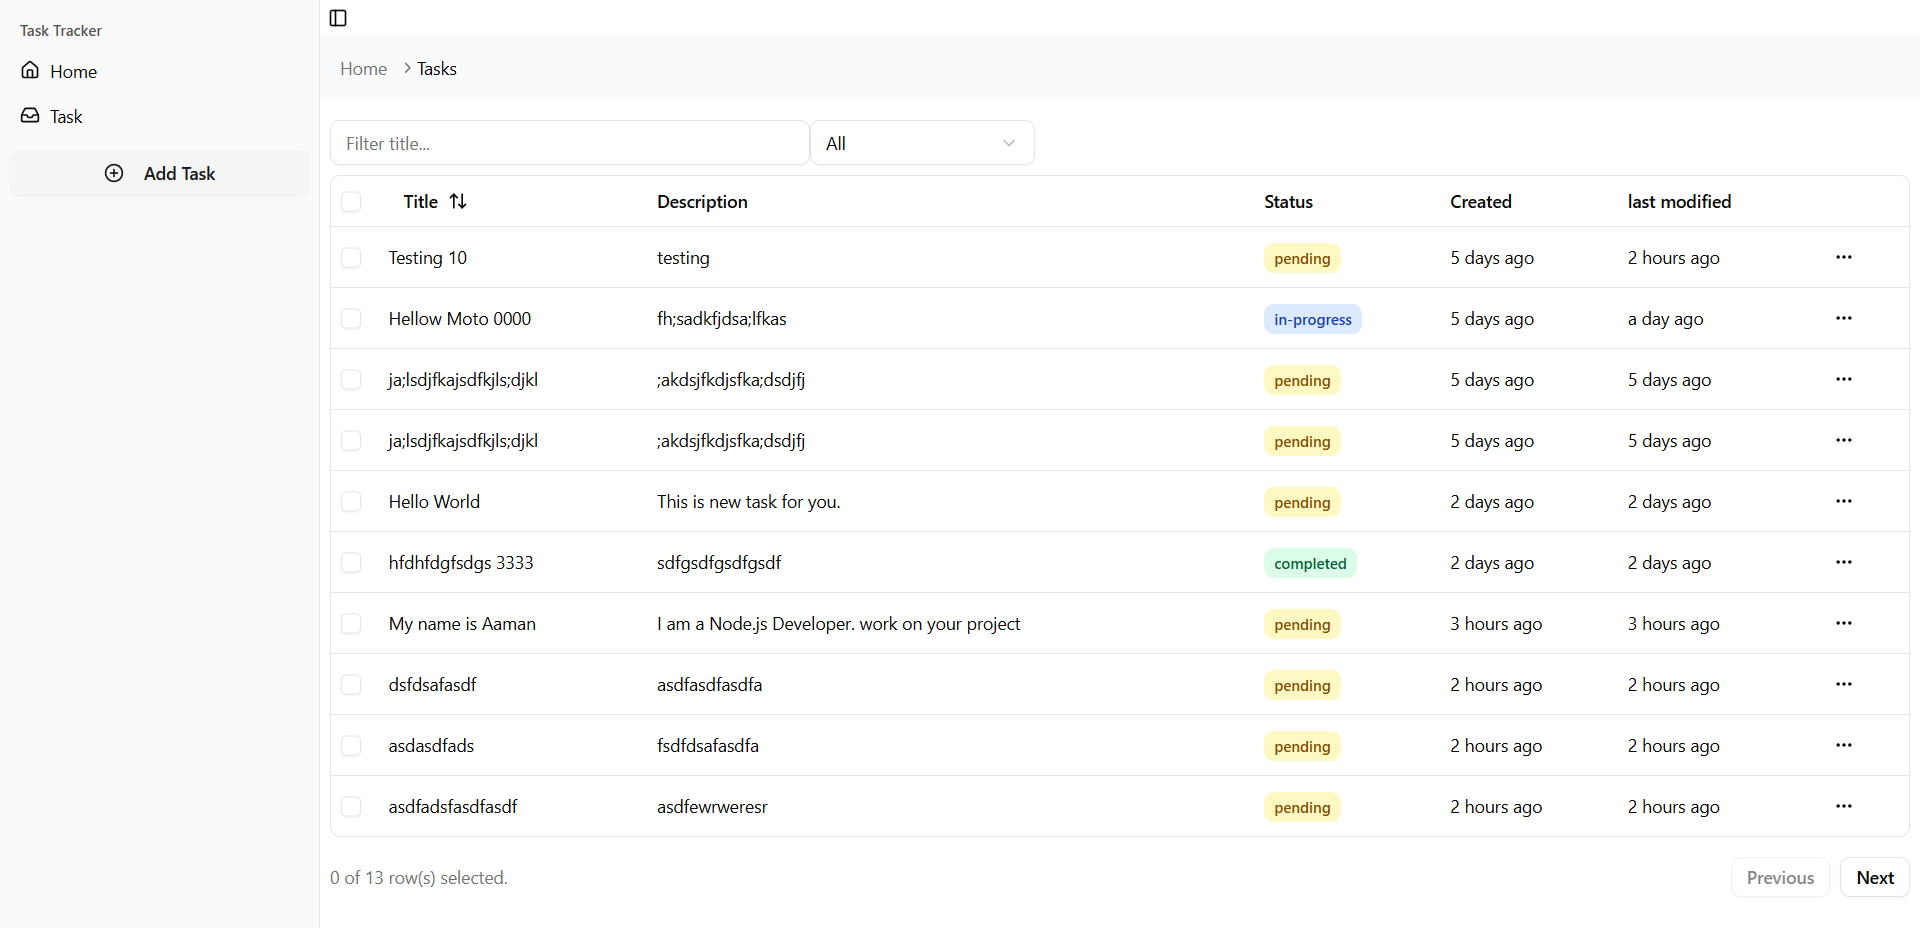 Task Tracker
Home
Task
Add Task
Home > Tasks
Filter title...
All
Title Description Status Created last modified
Testing 10 testing pending 5 days ago 2 hours ago
Hellow Moto 0000 fh;sadkfjdsa;lfkas in-progress 5 days ago a day ago
ja;lsdjfkajsdfkjls;djkl ;akdsjfkdjsfka;dsdjfj pending 5 days ago 5 days ago
ja;lsdjfkajsdfkjls;djkl ;akdsjfkdjsfka;dsdjfj pending 5 days ago 5 days ago
Hello World This is new task for you. pending 2 days ago 2 days ago
hfdhfdgfsdgs 3333 sdfgsdfgsdfgsdf completed 2 days ago 2 days ago
My name is Aaman I am a Node.js Developer. work on your project pending 3 hours ago 3 hours ago
dsfdsafasdf asdfasdfasdfa pending 2 hours ago 2 hours ago
asdasdfads fsdfdsafasdfa pending 2 hours ago 2 hours ago
asdfadsfasdfasdf asdfewrweresr pending 2 hours ago 2 hours ago
0 of 13 row(s) selected.
Previous
Next